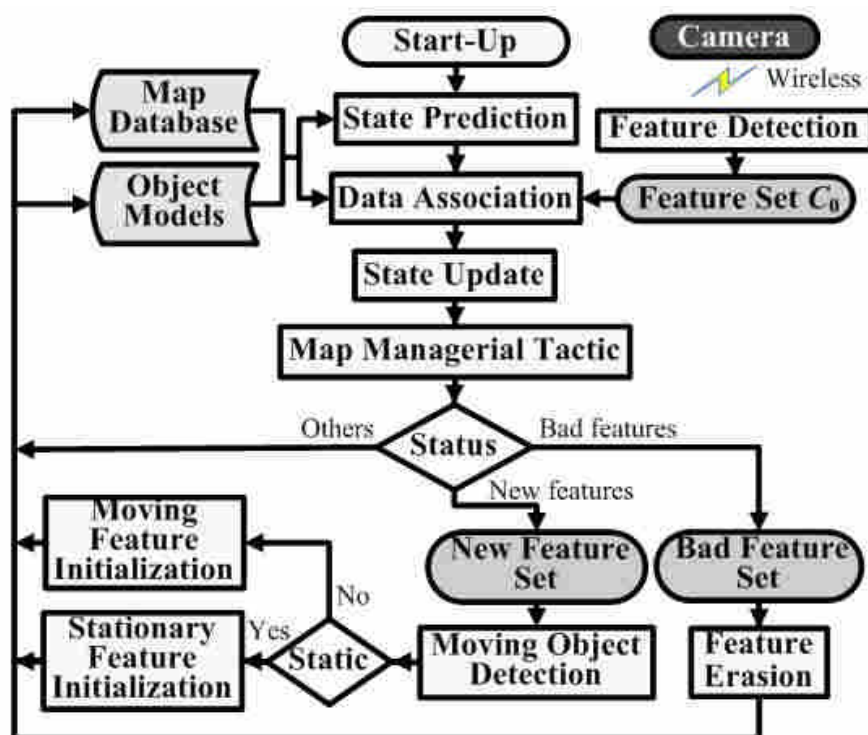 Start-Up
Camera
Wireless
Map
Database
State Prediction
Feature Detection
Object
Models
Data Association
Feature Set C₀
State Update
Map Managerial Tactic
Others
Status
Bad features
New features
Moving
Feature
Initialization
New Feature
Set
Bad Feature
Set
No
Stationary
Feature
Initialization
Yes
Static
Moving Object
Detection
Feature
Erasion